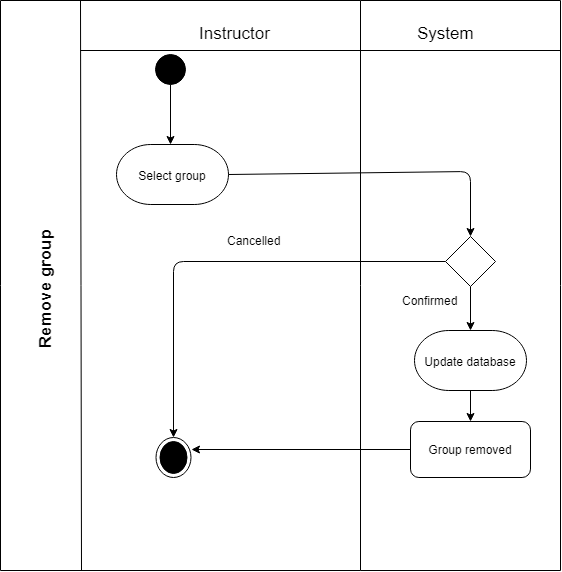 Instructor
System
Remove group
Select group
Cancelled
Confirmed
Update database
Group removed